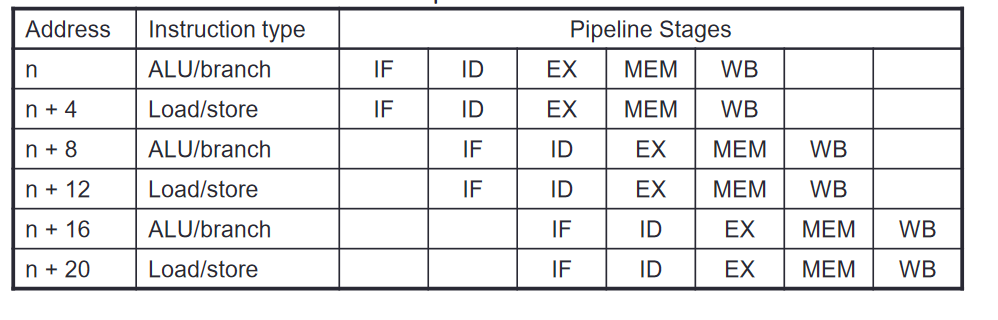 Address Instruction type Pipeline Stages
n ALU/branch IF ID EX MEM WB
n + 4 Load/store IF ID EX MEM WB
n + 8 ALU/branch IF ID EX MEM WB
n + 12 Load/store IF ID EX MEM WB
n + 16 ALU/branch IF ID EX MEM WB
n + 20 Load/store IF ID EX MEM WB